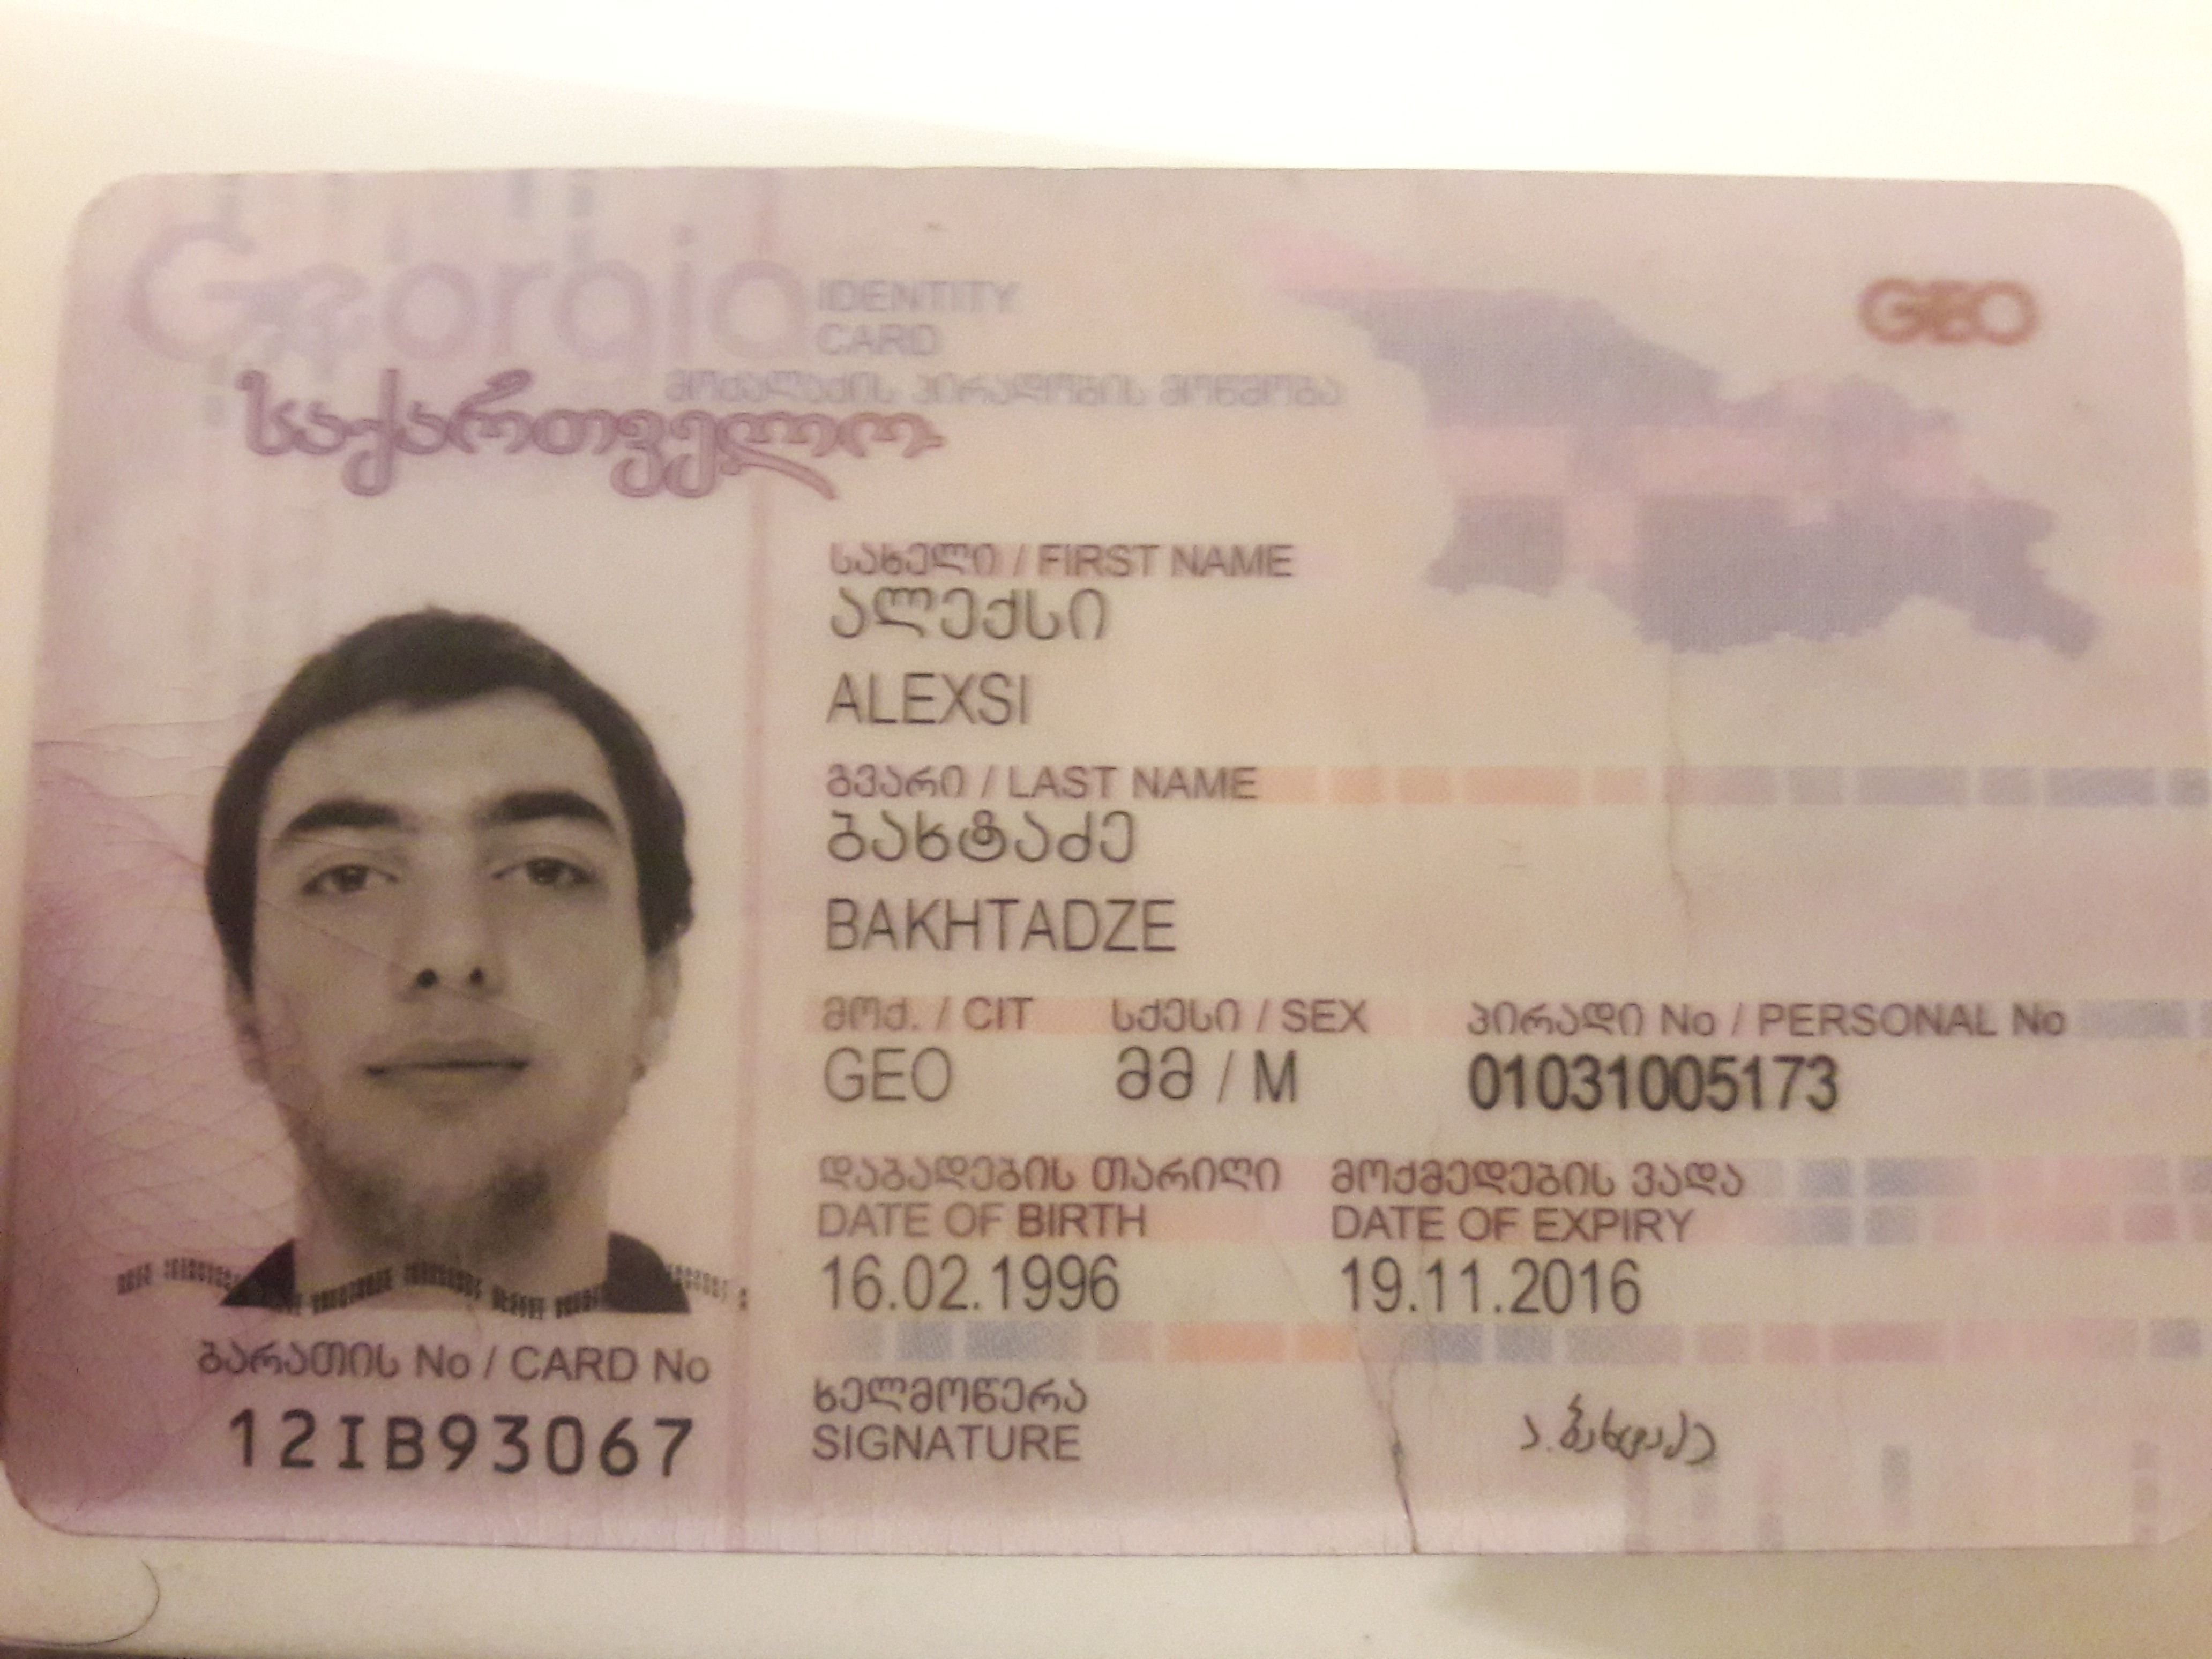 Georgia
IDENTITY
CARD
GEO
მოქალაქის პირადობის მოწმობა
საქართველო
სახელი / FIRST NAME
ალექსი
ALEXSI
გვარი / LAST NAME
ბახტაძე
BAKHTADZE
მოქ. / CIT სქესი / SEX პირადი No / PERSONAL No
GEO მმ / M 01031005173
დაბადების თარიღი მოქმედების ვადა
DATE OF BIRTH DATE OF EXPIRY
16.02.1996 19.11.2016
ბარათის No / CARD No
12IB93067
ხელმოწერა
SIGNATURE
ა. ბახტაძე